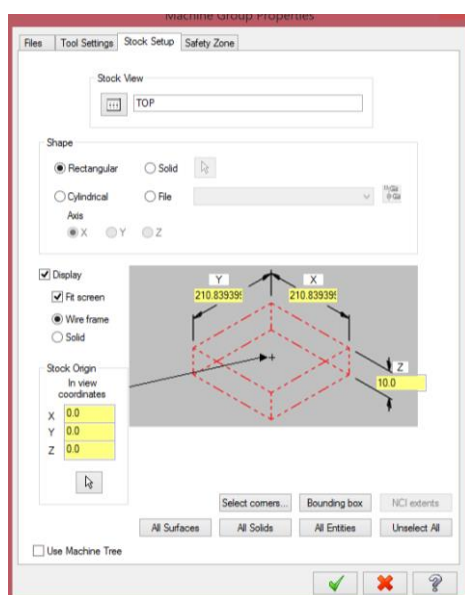 Machine Group Properties
Files Tool Settings Stock Setup Safety Zone
Stock View
TOP
Shape
Rectangular Solid
Cylindrical File
Axis
X Y Z
Display
Fit screen
Wire frame
Solid
Y X
210.839395 210.839395
Z
10.0
Stock Origin
In view
coordinates
X 0.0
Y 0.0
Z 0.0
Select corners... Bounding box NCI extents
All Surfaces All Solids All Entities Unselect All
Use Machine Tree